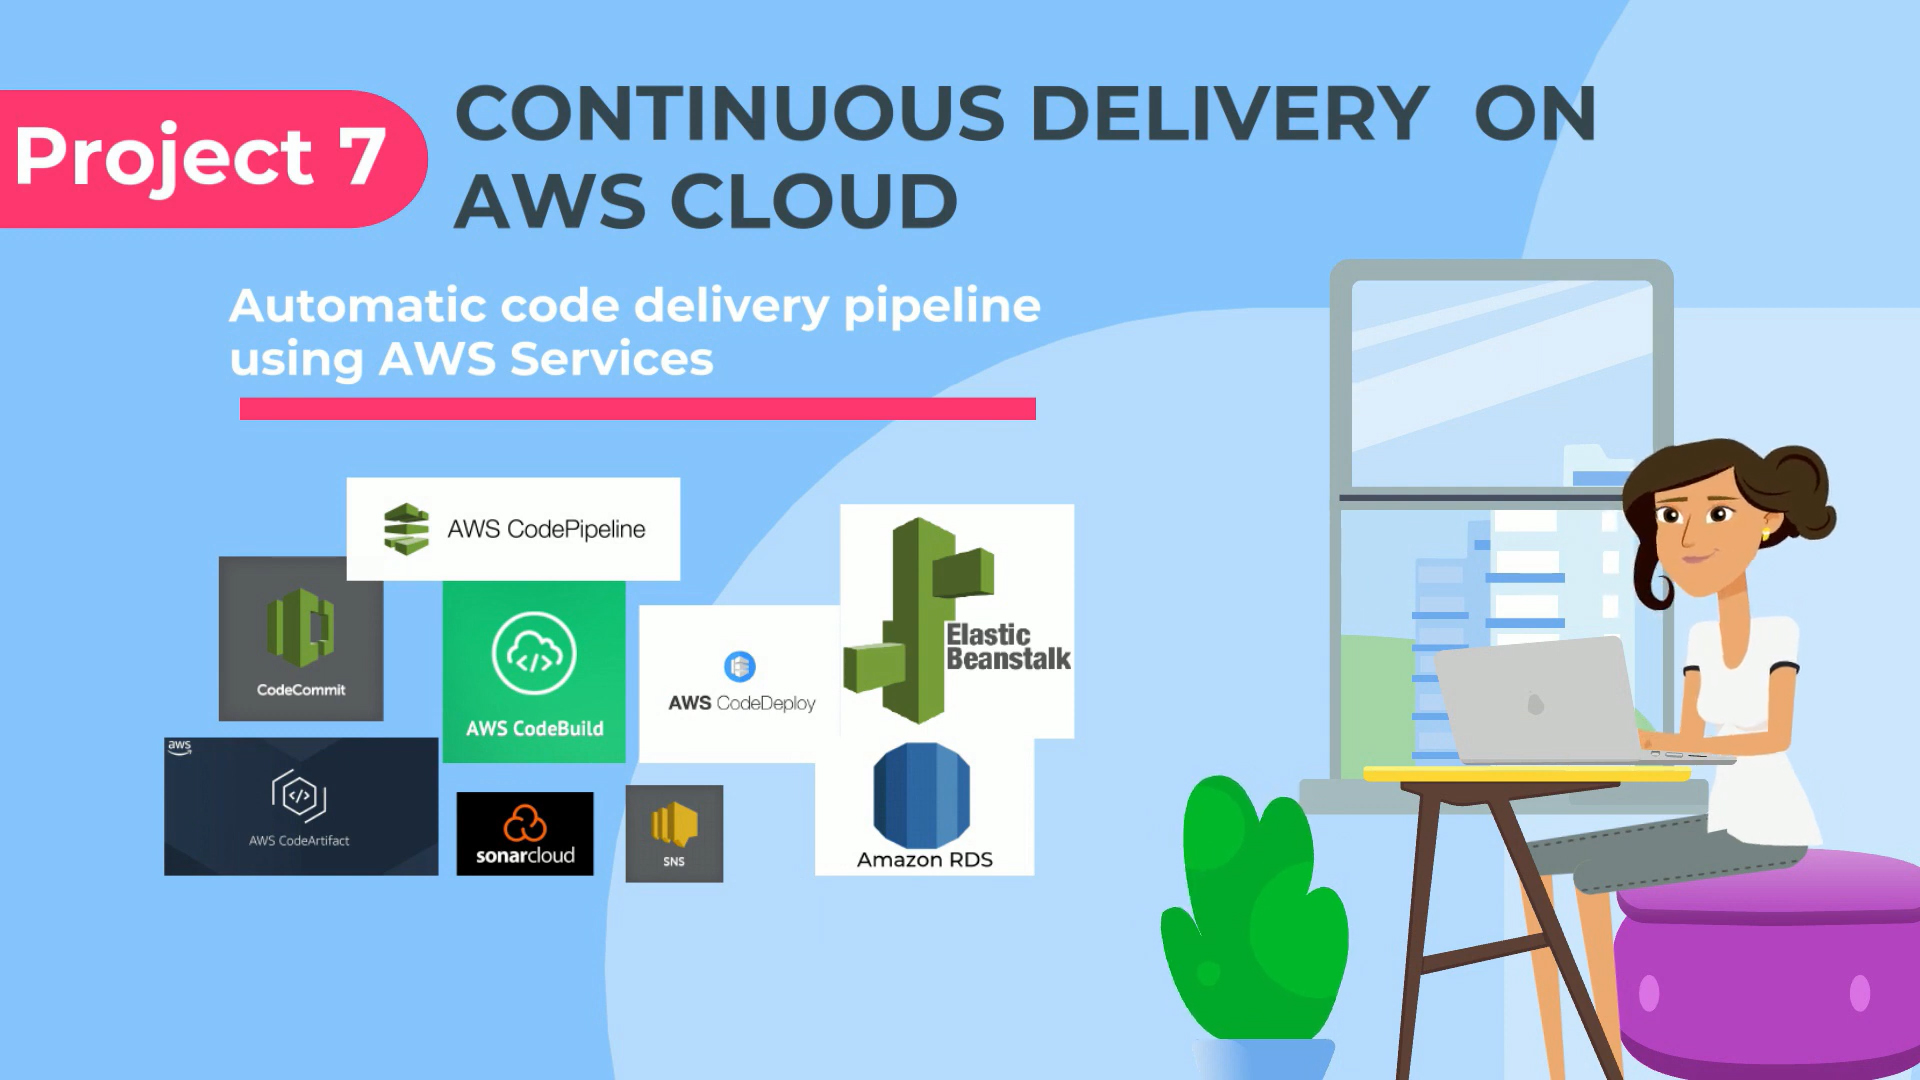 Project 7
CONTINUOUS DELIVERY ON
AWS CLOUD
Automatic code delivery pipeline
using AWS Services
AWS CodePipeline
CodeCommit
AWS CodeBuild
AWS CodeDeploy
Elastic
Beanstalk
aws
AWS CodeArtifact
sonarcloud
SNS
Amazon RDS